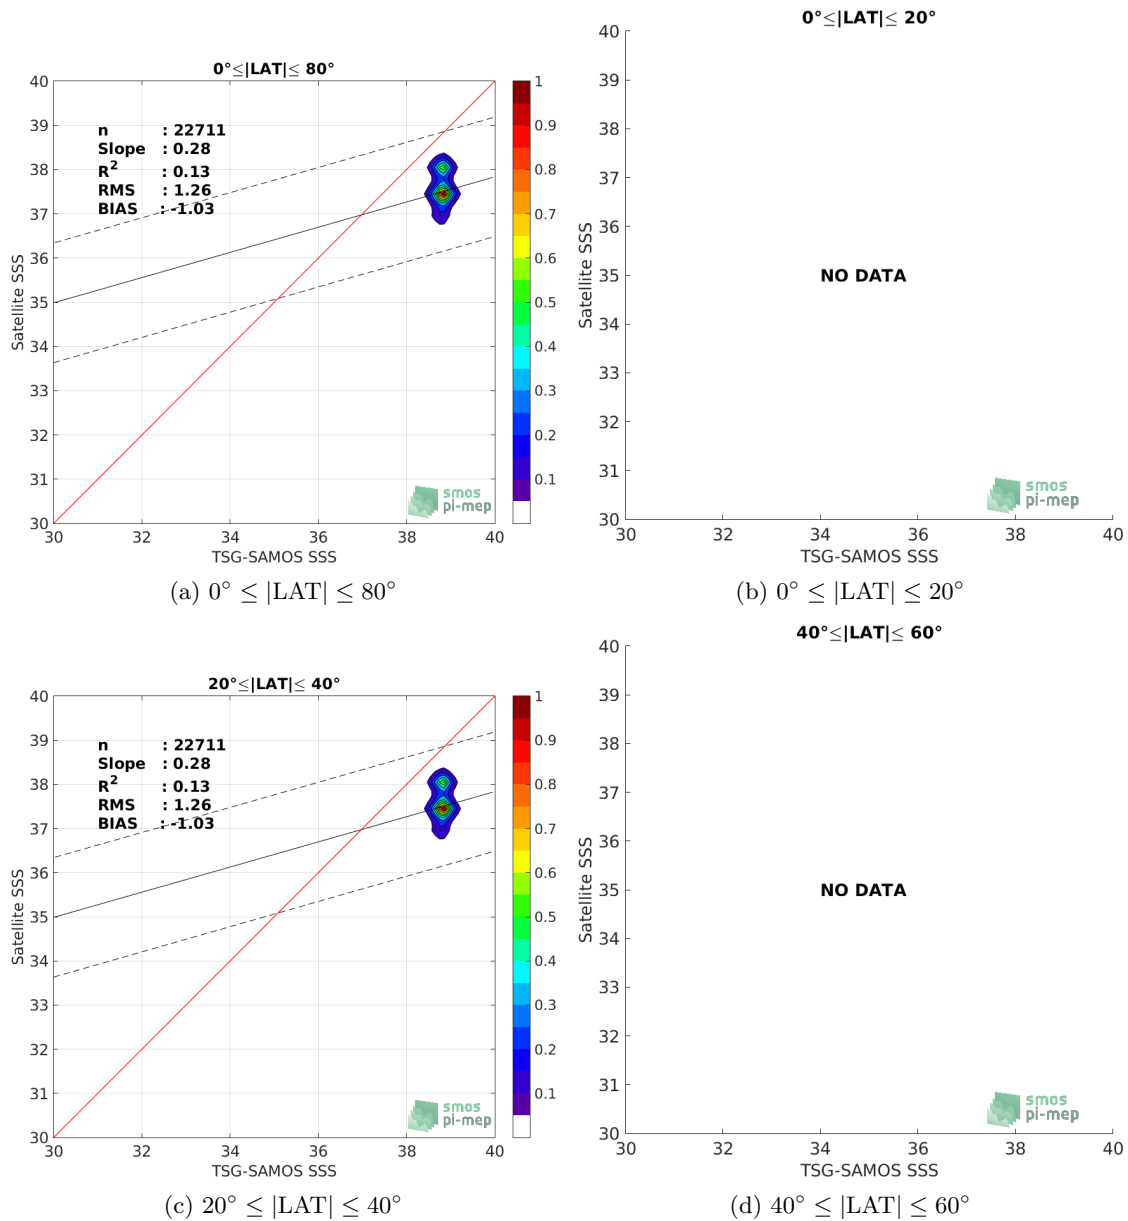 0°≤|LAT|≤ 80°
40
39
38
37
36
35
34
33
32
31
30
n : 22711
Slope : 0.28
R2 : 0.13
RMS : 1.26
BIAS : -1.03
Satellite SSS
30 32 34 36 38 40
TSG-SAMOS SSS
1
0.9
0.8
0.7
0.6
0.5
0.4
0.3
0.2
0.1
smos
pi-mep
(a) 0° ≤ |LAT| ≤ 80°
0°≤|LAT|≤ 20°
40
39
38
37
36
35
34
33
32
31
30
Satellite SSS
NO DATA
smos
pi-mep
30 32 34 36 38 40
TSG-SAMOS SSS
(b) 0° ≤ |LAT| ≤ 20°
20°≤|LAT|≤ 40°
40
39
38
37
36
35
34
33
32
31
30
n : 22711
Slope : 0.28
R2 : 0.13
RMS : 1.26
BIAS : -1.03
Satellite SSS
30 32 34 36 38 40
TSG-SAMOS SSS
1
0.9
0.8
0.7
0.6
0.5
0.4
0.3
0.2
0.1
smos
pi-mep
(c) 20° ≤ |LAT| ≤ 40°
40°≤|LAT|≤ 60°
40
39
38
37
36
35
34
33
32
31
30
Satellite SSS
NO DATA
smos
pi-mep
30 32 34 36 38 40
TSG-SAMOS SSS
(d) 40° ≤ |LAT| ≤ 60°